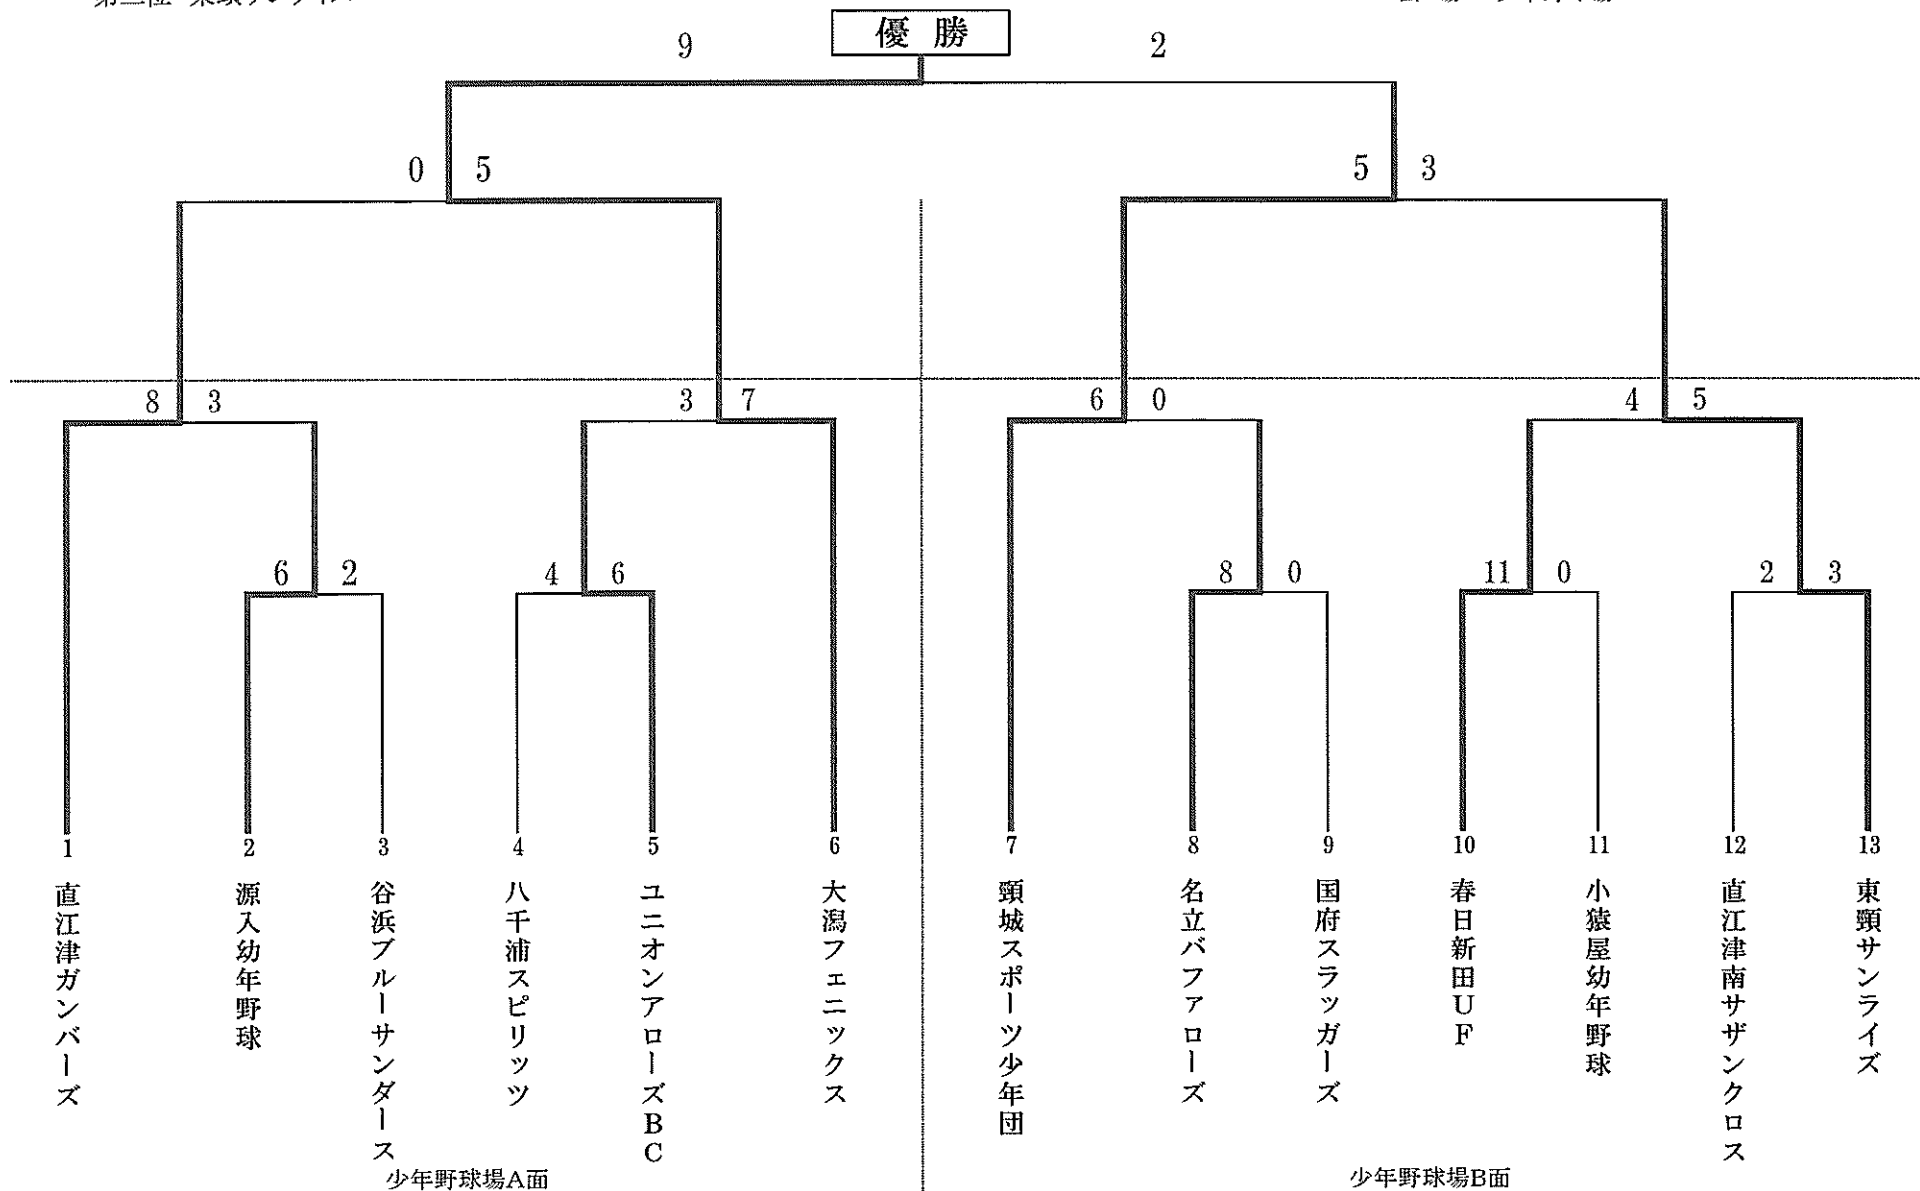 優 勝
9 2
0 5 5 3
8 3 3 7 6 0 4 5
6 2 4 6 8 0 11 0 2 3
1 2 3 4 5 6 7 8 9 10 11 12 13
直江津ガンバーズ
源入幼年野球
谷浜ブルーサンダース
八千浦スピリッツ
ユニオンアローズBC
大潟フェニックス
頸城スポーツ少年団
名立バファローズ
国府スラッガーズ
春日新田UF
小猿屋幼年野球
直江津南サザンクロス
東頸サンライズ
少年野球場A面 少年野球場B面